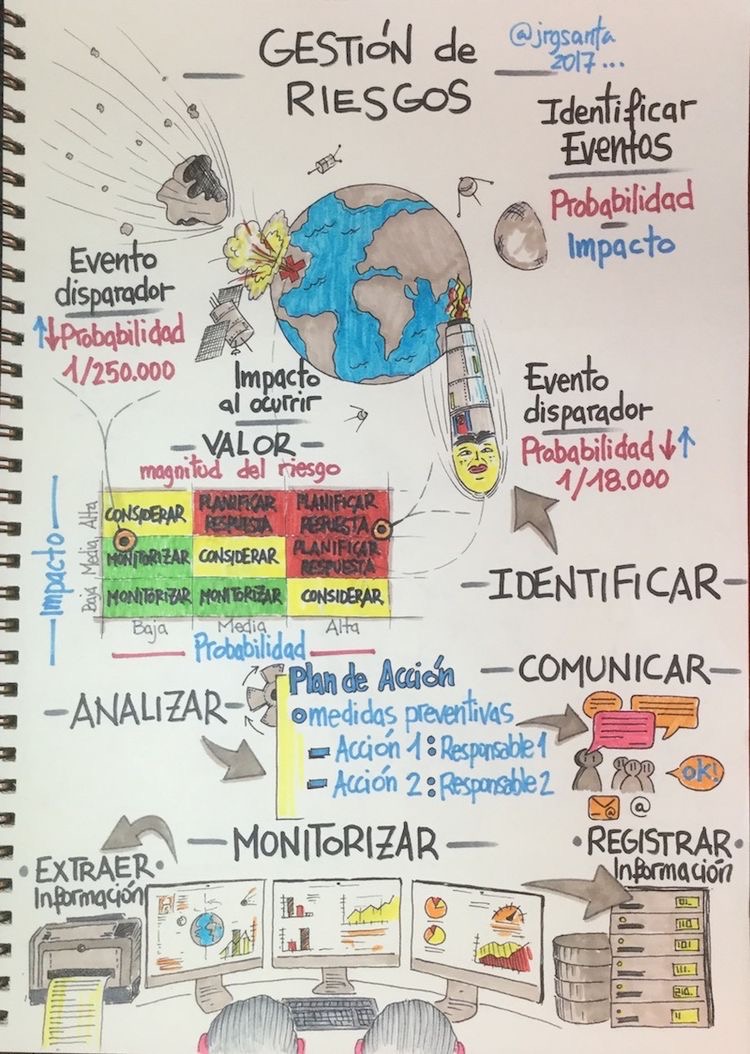 GESTIÓN de
RIESGOS
@jrgsanta
2017...
Identificar
Eventos
Probabilidad
Impacto
Evento
disparador
↑↓Probabilidad
1/250.000
Impacto
al ocurrir
Evento
disparador
Probabilidad↓↑
1/18.000
- VALOR -
magnitud del riesgo
Impacto
Alta
Media
Baja
CONSIDERAR
PLANIFICAR
RESPUESTA
PLANIFICAR
RESPUESTA
MONITORIZAR
CONSIDERAR
PLANIFICAR
RESPUESTA
MONITORIZAR
MONITORIZAR
CONSIDERAR
Baja
Media
Alta
Probabilidad
-IDENTIFICAR-
-COMUNICAR-
-ANALIZAR-
Plan de Acción
medidas preventivas
- Acción 1 : Responsable 1
- Acción 2 : Responsable 2
ok!
@
- MONITORIZAR -
• EXTRAER •
Información
• REGISTRAR •
Información